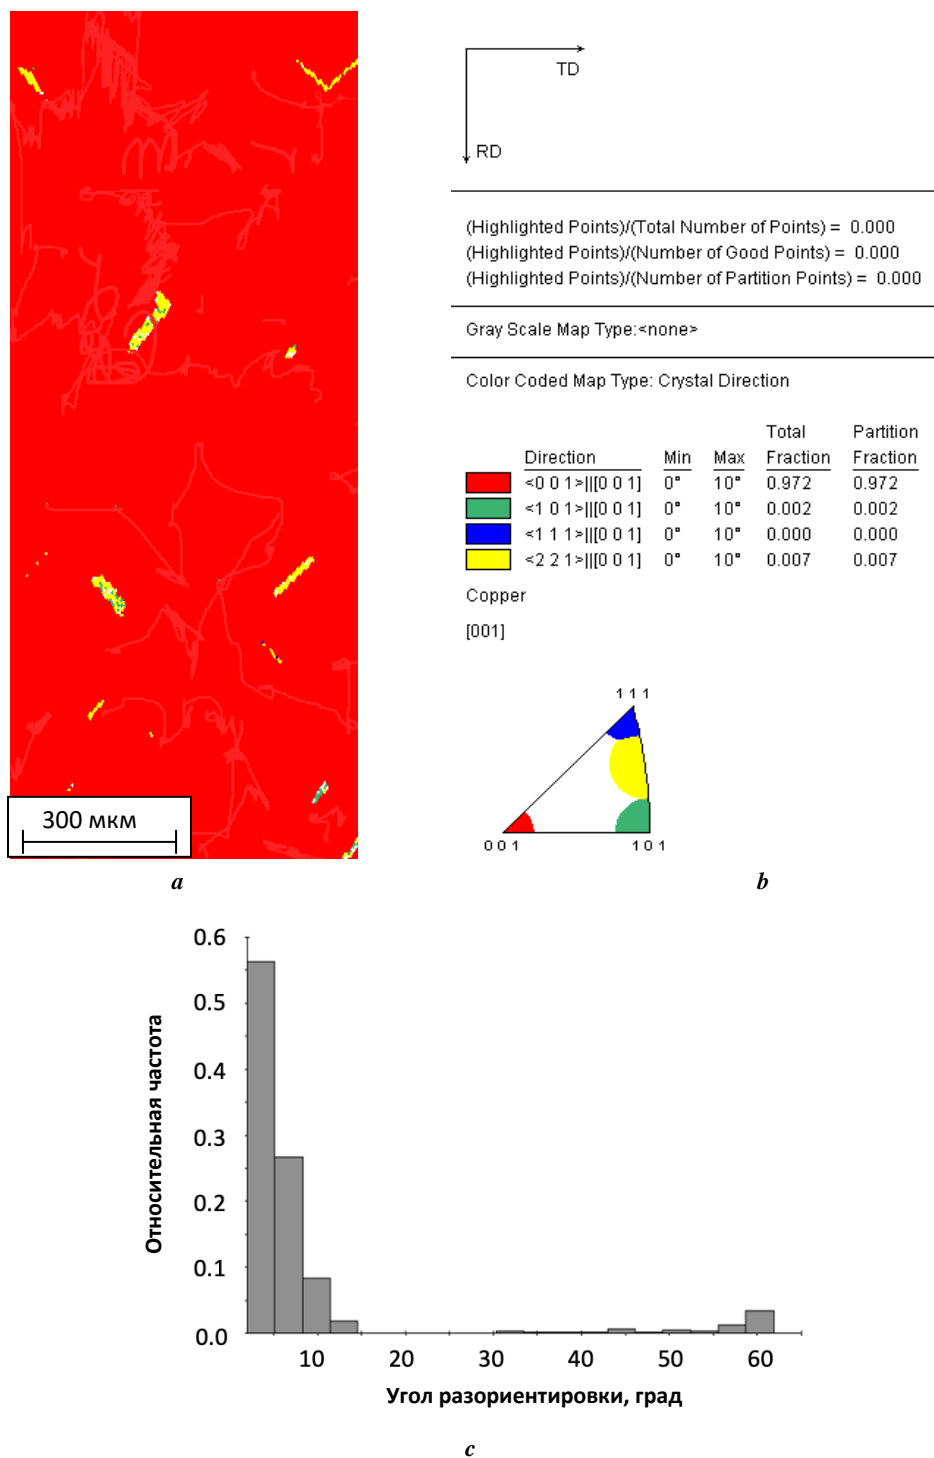 TD
RD
(Highlighted Points)/(Total Number of Points) = 0.000
(Highlighted Points)/(Number of Good Points) = 0.000
(Highlighted Points)/(Number of Partition Points) = 0.000
Gray Scale Map Type:<none>
Color Coded Map Type: Crystal Direction
Total Partition
Direction Min Max Fraction Fraction
<0 0 1>||[0 0 1] 0° 10° 0.972 0.972
<1 0 1>||[0 0 1] 0° 10° 0.002 0.002
<1 1 1>||[0 0 1] 0° 10° 0.000 0.000
<2 2 1>||[0 0 1] 0° 10° 0.007 0.007
Copper
[001]
1 1 1
0 0 1 1 0 1
300 мкм
a b
0.6
0.5
0.4
0.3
0.2
0.1
0.0
Относительная частота
10 20 30 40 50 60
Угол разориентировки, град
c